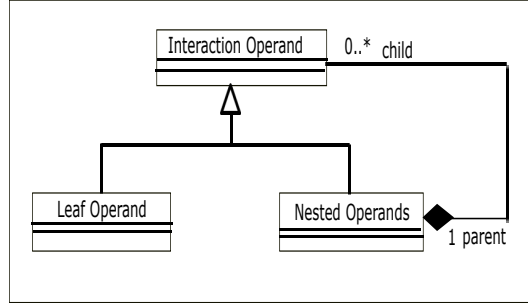 Interaction Operand
0..* child
Leaf Operand
Nested Operands
1 parent